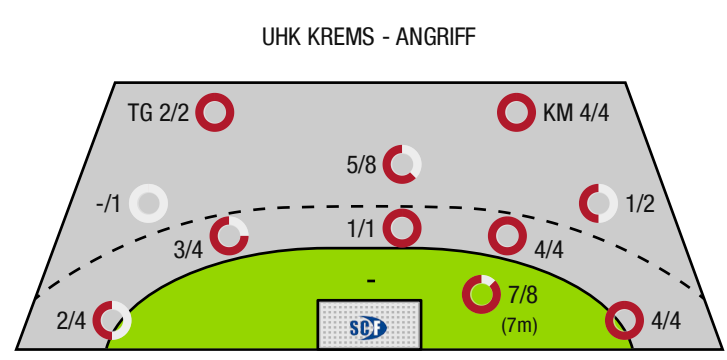 UHK KREMS - ANGRIFF
TG 2/2
KM 4/4
5/8
-/1
1/2
1/1
3/4
4/4
-
7/8
(7m)
2/4
SCF
4/4